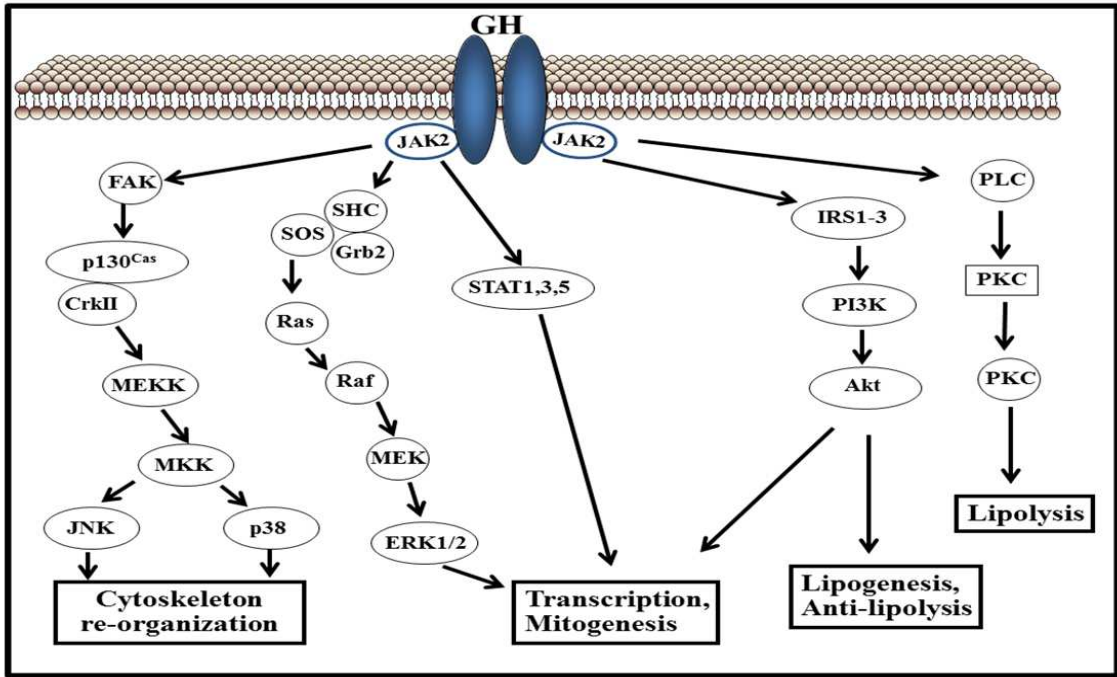 GH
JAK2
JAK2
FAK
p130Cas
CrkII
MEKK
MKK
JNK
p38
Cytoskeleton
re-organization
SHC
SOS
Grb2
Ras
Raf
MEK
ERK1/2
STAT1,3,5
Transcription,
Mitogenesis
IRS1-3
PI3K
Akt
Lipogenesis,
Anti-lipolysis
PLC
PKC
PKC
Lipolysis